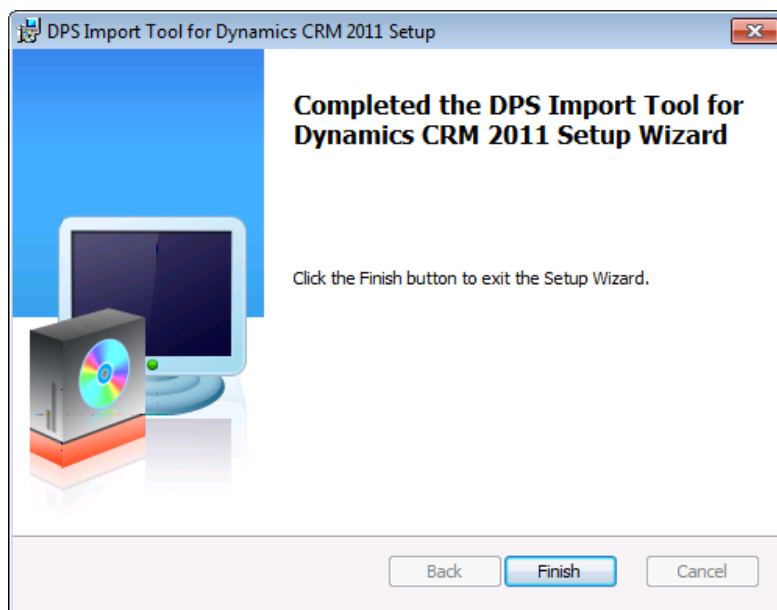 DPS Import Tool for Dynamics CRM 2011 Setup
Completed the DPS Import Tool for
Dynamics CRM 2011 Setup Wizard
Click the Finish button to exit the Setup Wizard.
Back Finish Cancel